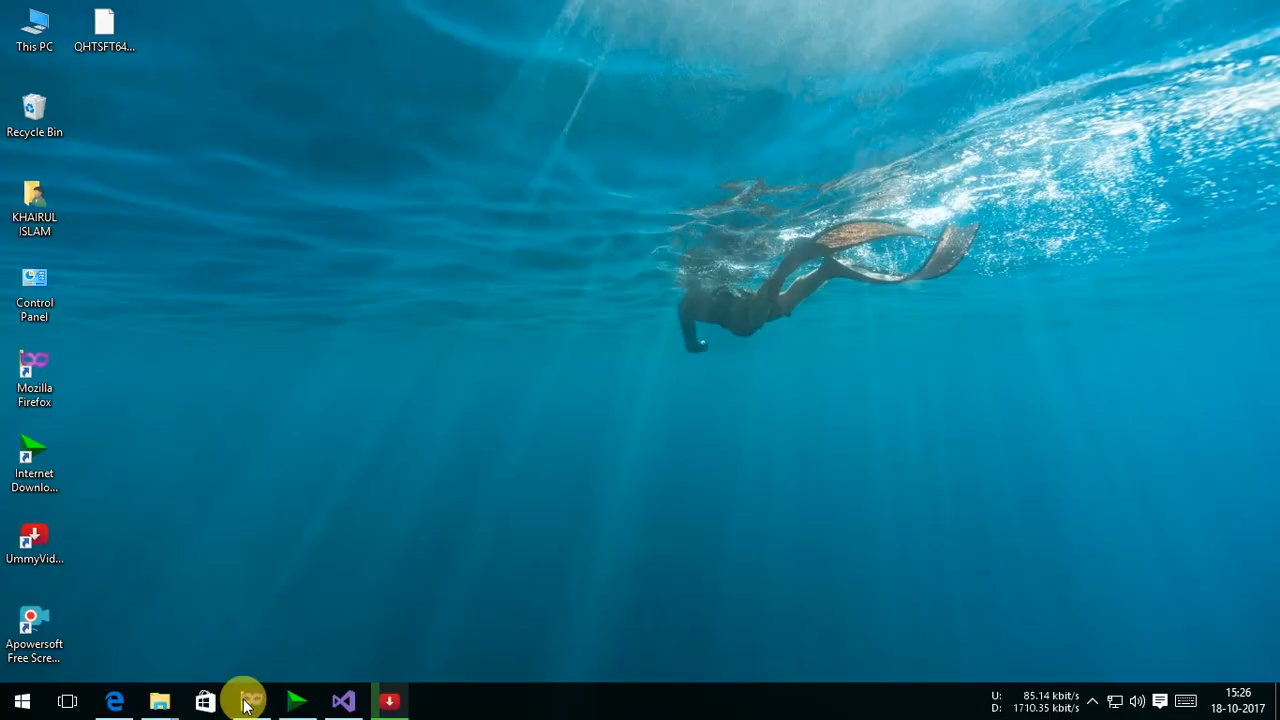 This PC
QHTSFT64...
Recycle Bin
KHAIRUL
ISLAM
Control
Panel
Mozilla
Firefox
Internet
Downlo...
UmmyVid...
Apowersoft
Free Scre...
U: 85.14 kbit/s
D: 1710.35 kbit/s
15:26
18-10-2017